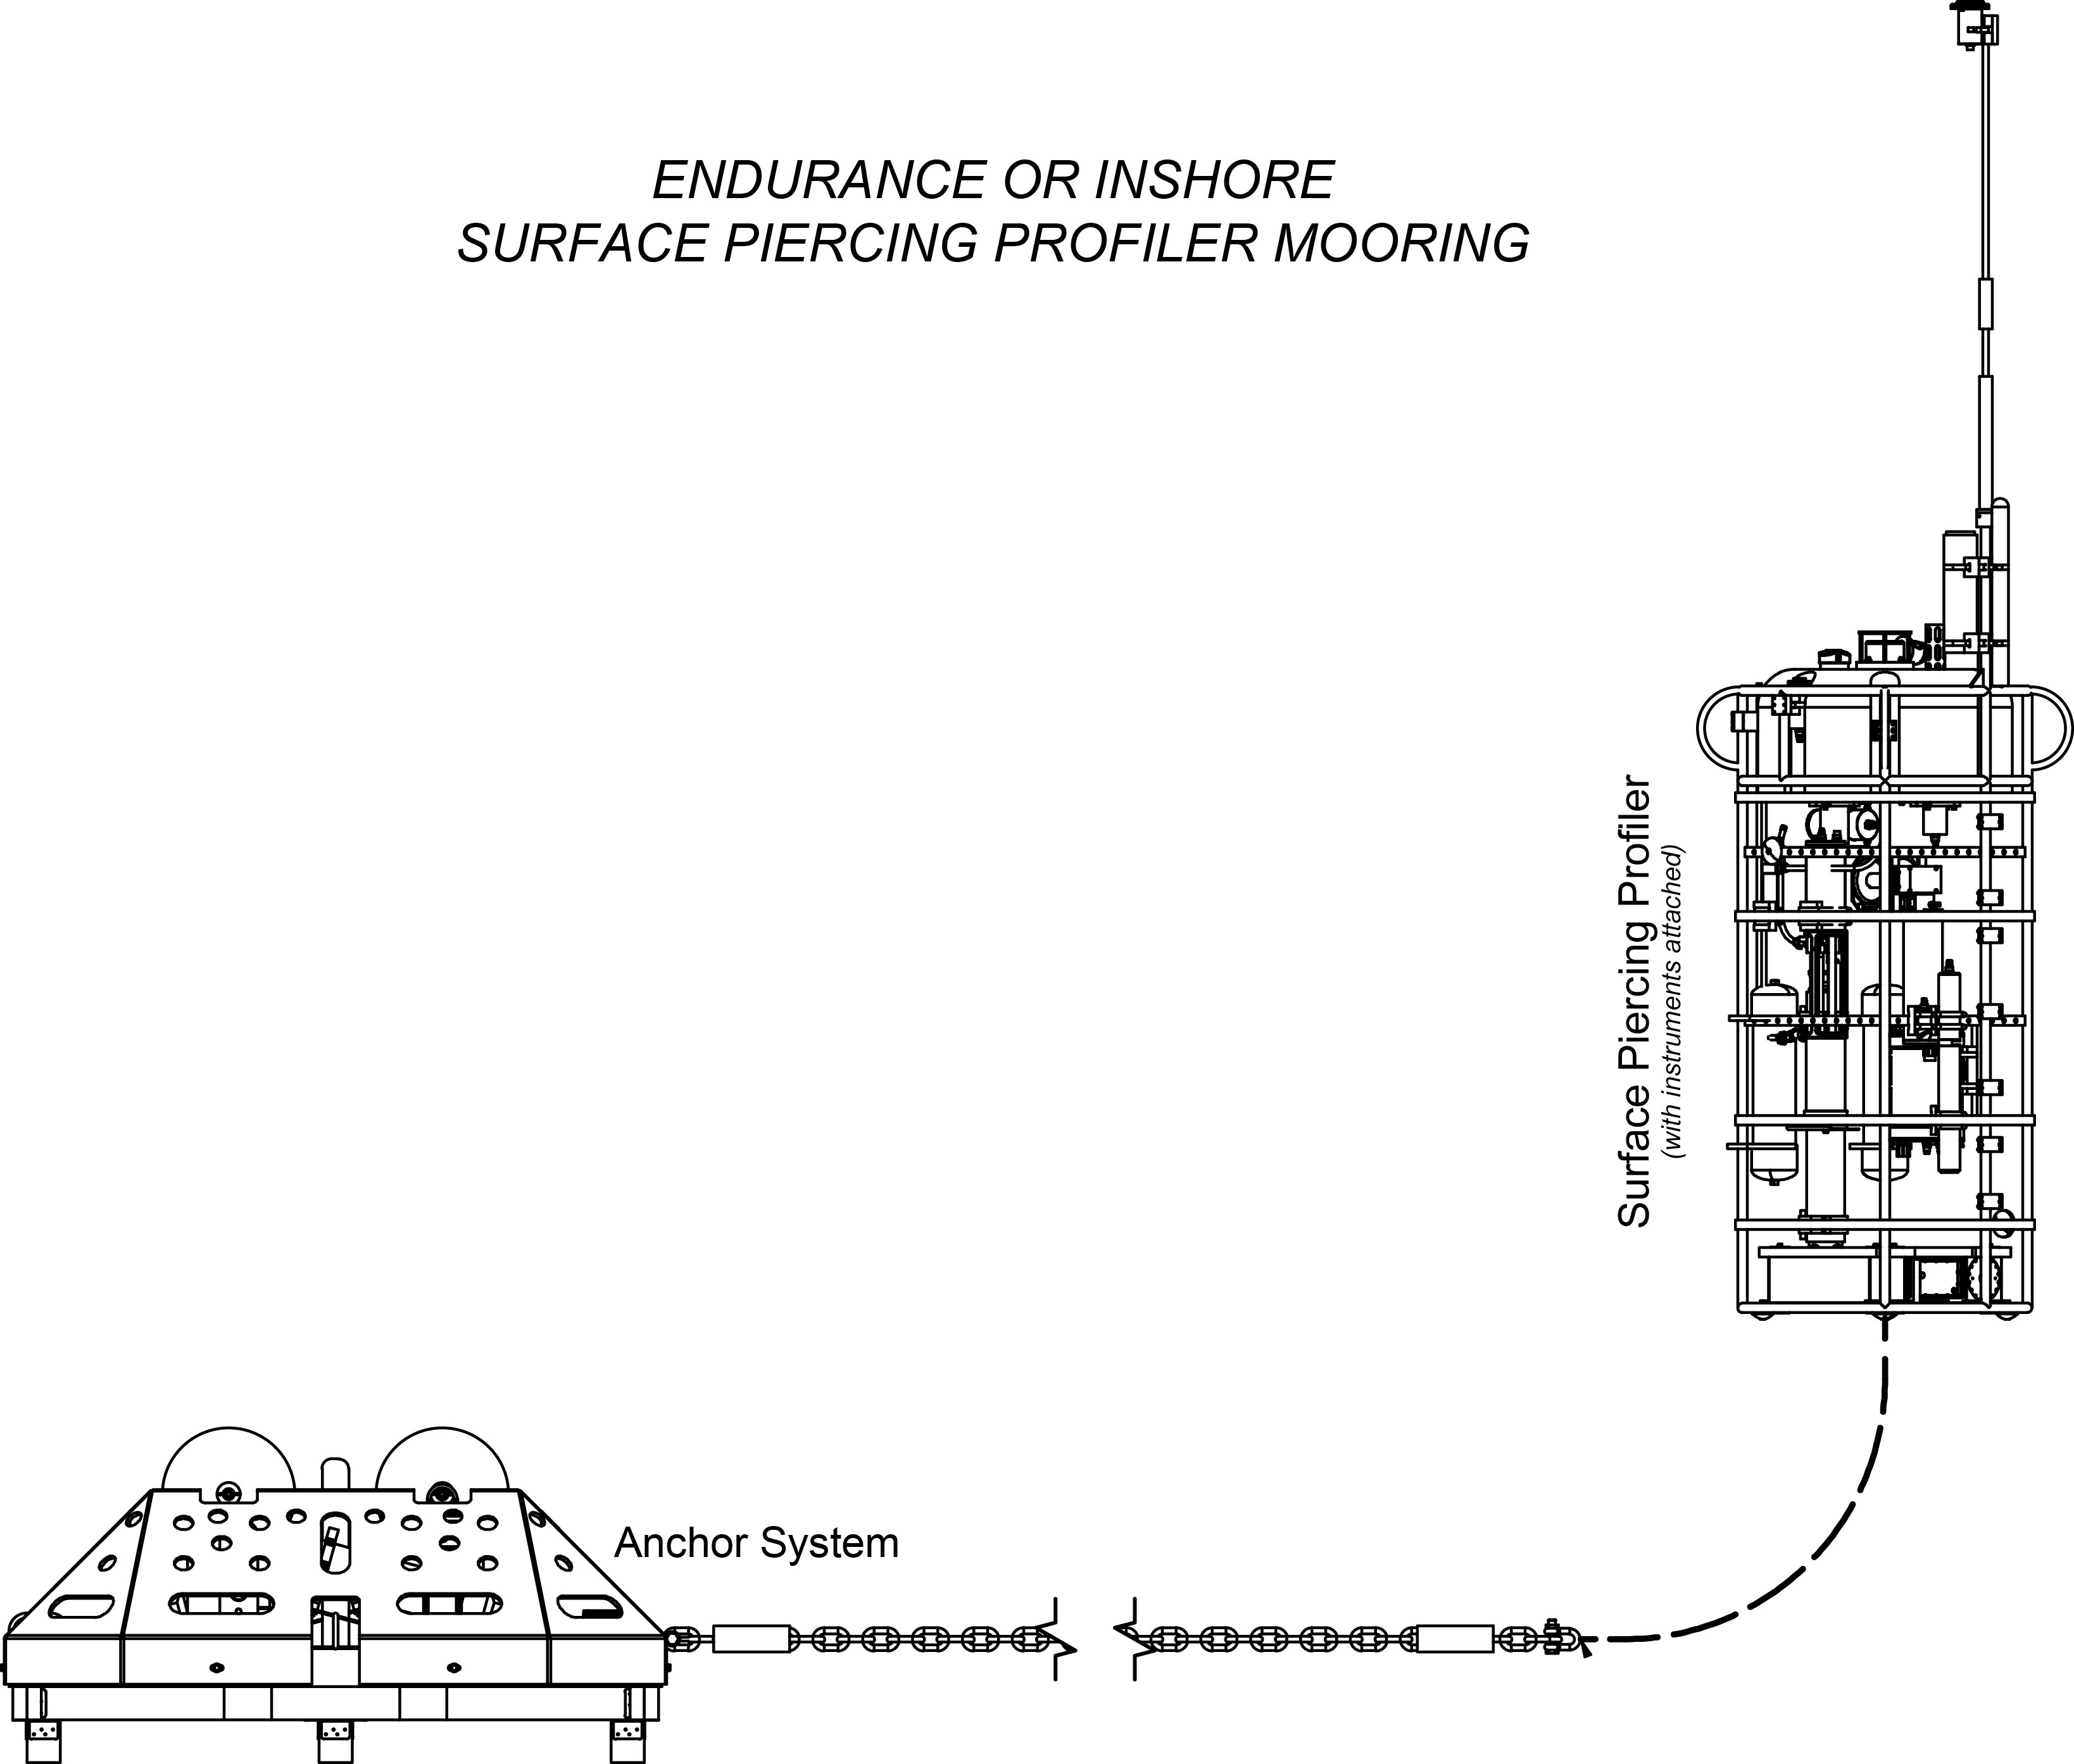 ENDURANCE OR INSHORE
SURFACE PIERCING PROFILER MOORING
Surface Piercing Profiler
(with instruments attached)
Anchor System